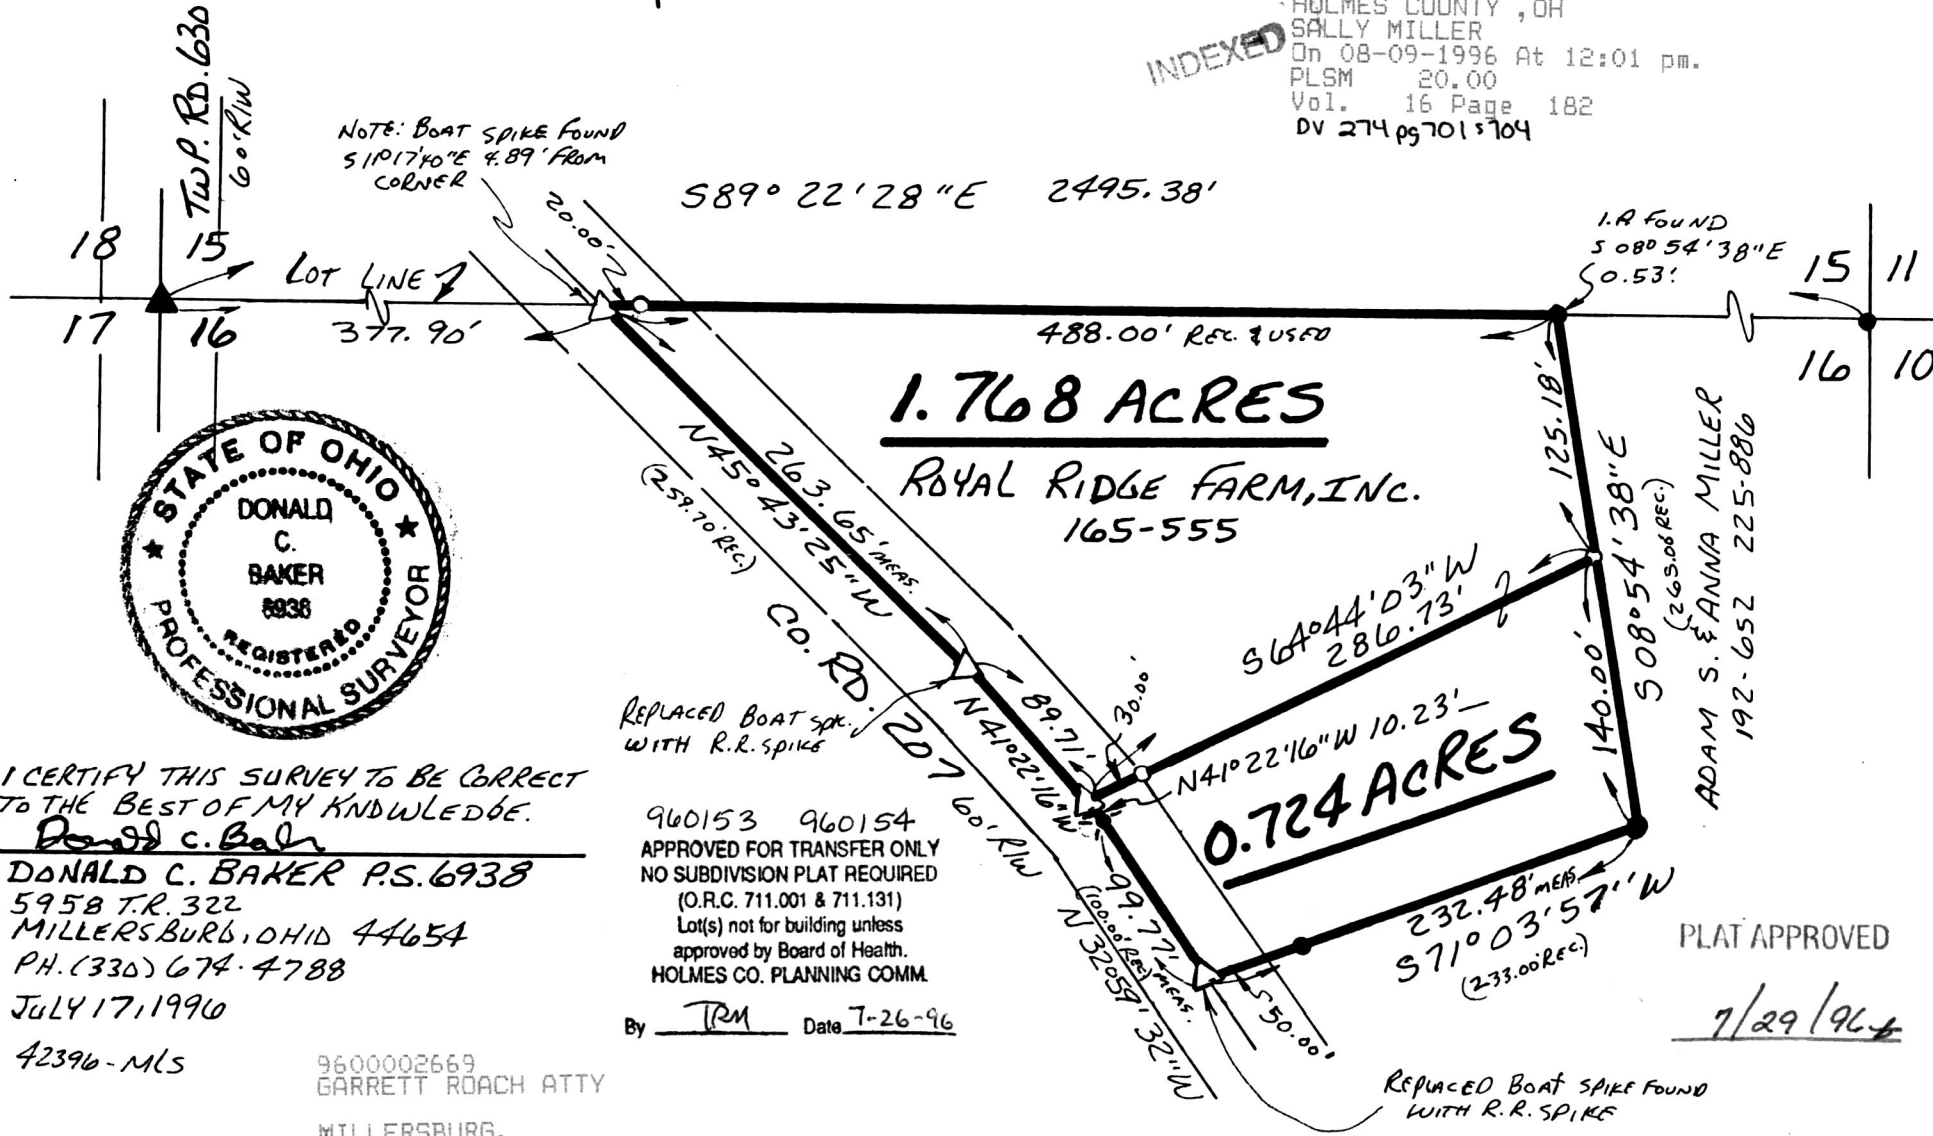 HOLMES COUNTY , OH
SALLY MILLER
On 08-09-1996 At 12:01 pm.
PLSM 20.00
Vol. 16 Page 182
DV 274 pg 701 & 704
INDEXED
TWP. RD. 630
60' R/W
NOTE: BOAT SPIKE FOUND
S 11°17'40"E 4.89' FROM
CORNER
20.00'
S89° 22' 28"E 2495.38'
I.P. FOUND
S 08° 54' 38"E
0.53'
18 15
17 16
LOT LINE
377.90'
488.00' REC. & USED
15 11
16 10
1.768 ACRES
ROYAL RIDGE FARM, INC.
165-555
263.65' MEAS.
N45° 43' 25"W
(259.70' REC.)
125.18'
S 08° 54' 38"E
(265.06 REC.)
ADAM S. & ANNA MILLER
192-652 225-886
STATE OF OHIO
DONALD
C.
BAKER
6938
REGISTERED
PROFESSIONAL SURVEYOR
S64°44'03"W
286.73'
140.00'
CO. RD. 207 60' R/W
REPLACED BOAT SPK.
WITH R.R. SPIKE
89.71'
N41°22'16"W
30.00'
N41°22'16"W 10.23'
0.724 ACRES
I CERTIFY THIS SURVEY TO BE CORRECT
TO THE BEST OF MY KNOWLEDGE.
Donald C. Baker
DONALD C. BAKER P.S. 6938
5958 T.R. 322
MILLERSBURG, OHIO 44654
PH. (330) 674-4788
JULY 17, 1996
42396-MLS
960153 960154
APPROVED FOR TRANSFER ONLY
NO SUBDIVISION PLAT REQUIRED
(O.R.C. 711.001 & 711.131)
Lot(s) not for building unless
approved by Board of Health.
HOLMES CO. PLANNING COMM.
By TRM Date 7-26-96
99.77' MEAS.
(100.00' REC.)
N 32°59'32"W
232.48' MEAS.
S71°03'57"W
(233.00 REC.)
50.00'
PLAT APPROVED
7/29/96
REPLACED BOAT SPIKE FOUND
WITH R.R. SPIKE
9600002669
GARRETT ROACH ATTY
MILLERSBURG,